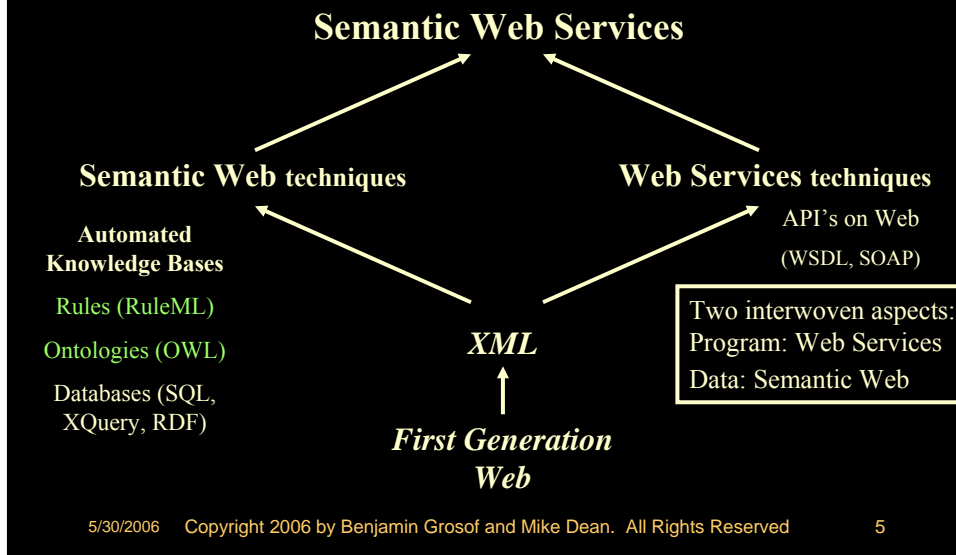 Semantic Web Services
Semantic Web techniques
Web Services techniques
Automated
Knowledge Bases
Rules (RuleML)
Ontologies (OWL)
Databases (SQL,
XQuery, RDF)
API's on Web
(WSDL, SOAP)
Two interwoven aspects:
Program: Web Services
Data: Semantic Web
XML
First Generation
Web
5/30/2006 Copyright 2006 by Benjamin Grosof and Mike Dean. All Rights Reserved 5